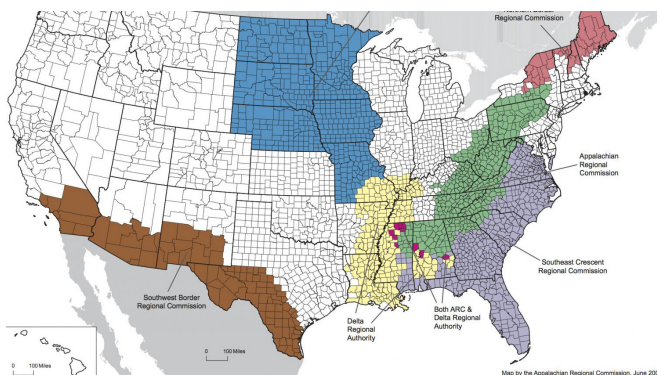 Regional Commission
Appalachian
Regional
Commission
Southeast Crescent
Regional Commission
Southwest Border
Regional Commission
Delta
Regional
Authority
Both ARC &
Delta Regional
Authority
0 100 Miles
0 100 Miles
Map by the Appalachian Regional Commission, June 200